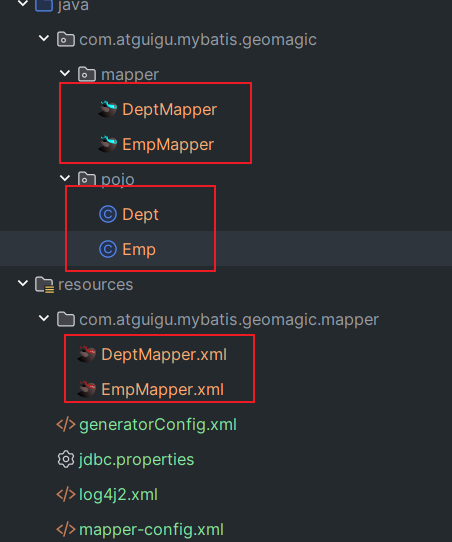 java
com.atguigu.mybatis.geomagic
mapper
DeptMapper
EmpMapper
pojo
Dept
Emp
resources
com.atguigu.mybatis.geomagic.mapper
DeptMapper.xml
EmpMapper.xml
generatorConfig.xml
jdbc.properties
log4j2.xml
mapper-config.xml